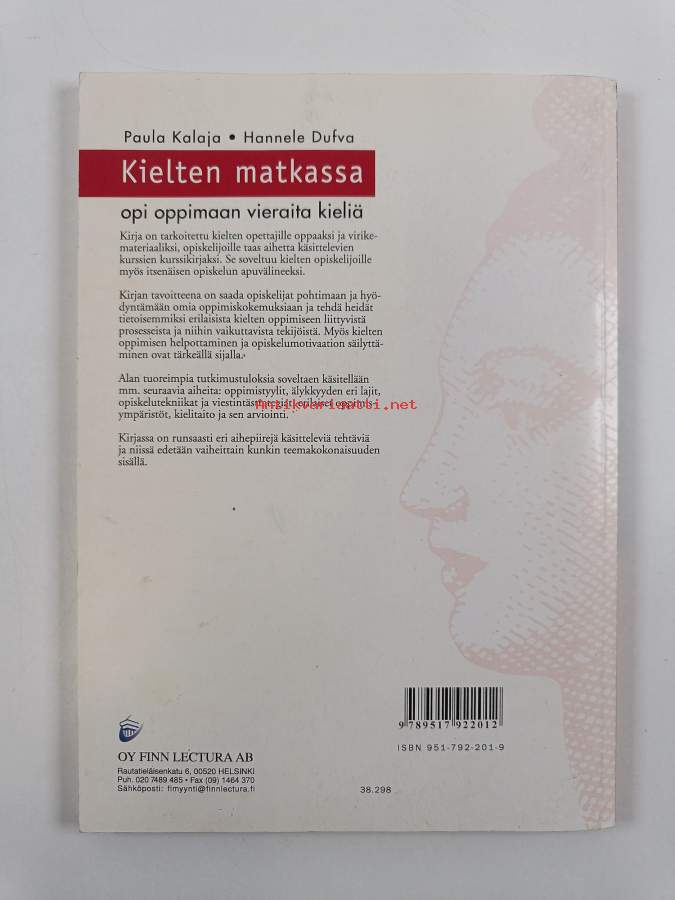 Paula Kalaja • Hannele Dufva
Kielten matkassa
opi oppimaan vieraita kieliä
Kirja on tarkoitettu kielten opettajille oppaaksi ja virike-
materiaaliksi, opiskelijoille taas aihetta käsittelevien
kurssien kurssikirjaksi. Se soveltuu kielten opiskelijoille
myös itsenäisen opiskelun apuvälineeksi.
Kirjan tavoitteena on saada opiskelijat pohtimaan ja hyö-
dyntämään omia oppimiskokemuksiaan ja tehdä heidät
tietoisemmiksi erilaisista kielten oppimiseen liittyvistä
prosesseista ja niihin vaikuttavista tekijöistä. Myös kielten
oppimisen helpottaminen ja opiskelumotivaation säilyttä-
minen ovat tärkeällä sijalla.
Alan tuoreimpia tutkimustuloksia soveltaen käsitellään
mm. seuraavia aiheita: oppimistyylit, älykkyyden eri lajit,
opiskelutekniikat ja viestintästrategiat, erilaiset oppimis-
Antikvariaatti.net
ympäristöt, kielitaito ja sen arviointi.
Kirjassa on runsaasti eri aihepiirejä käsitteleviä tehtäviä
ja niissä edetään vaiheittain kunkin teemakokonaisuuden
sisällä.
9 789517 922012
ISBN 951-792-201-9
OY FINN LECTURA AB
Rautatieläisenkatu 6, 00520 HELSINKI
Puh. 020 7489 485 • Fax (09) 1464 370
Sähköposti: fimyynti@finnlectura.fi
38.298